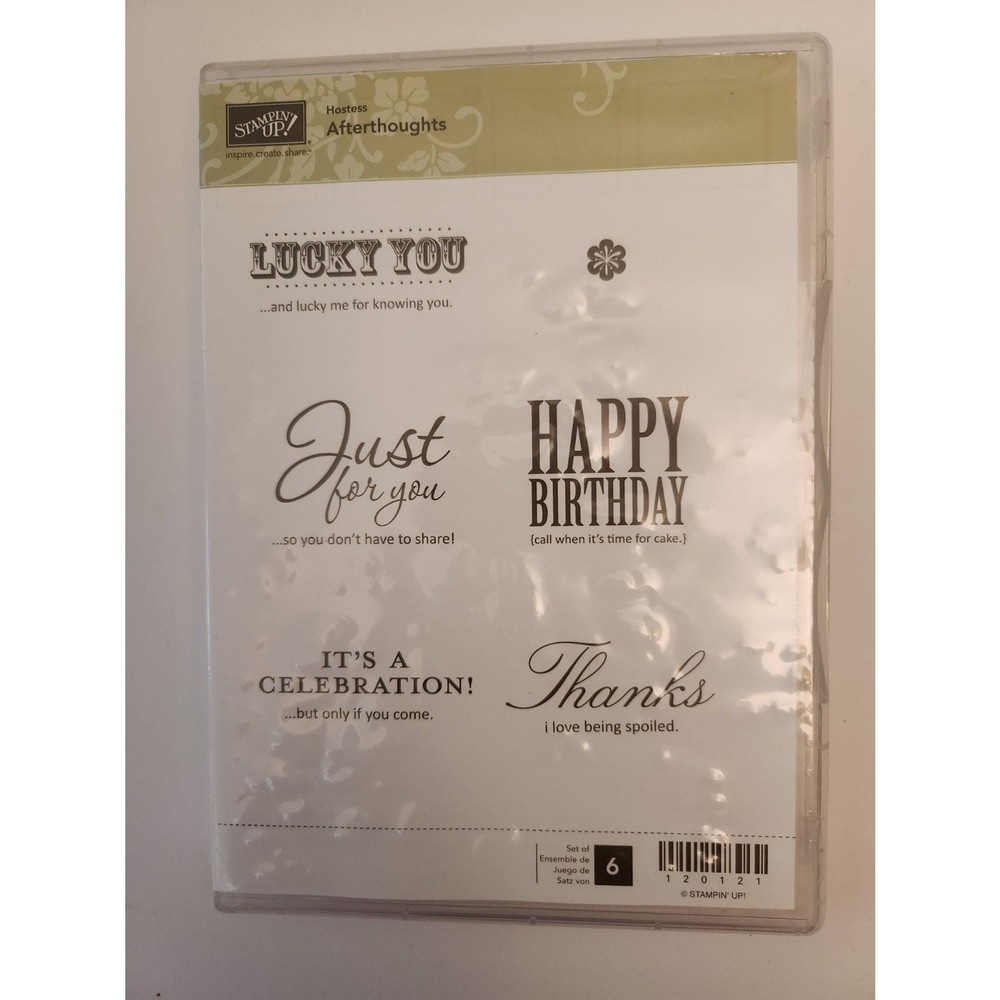 STAMPIN' UP!®
inspire.create.share.™
Hostess
Afterthoughts
LUCKY YOU
...and lucky me for knowing you.
Just
for you
...so you don't have to share!
HAPPY
BIRTHDAY
{call when it's time for cake.}
IT'S A
CELEBRATION!
...but only if you come.
Thanks
i love being spoiled.
Set of
Ensemble de
Juego de
Satz von
6
120121
© STAMPIN' UP!